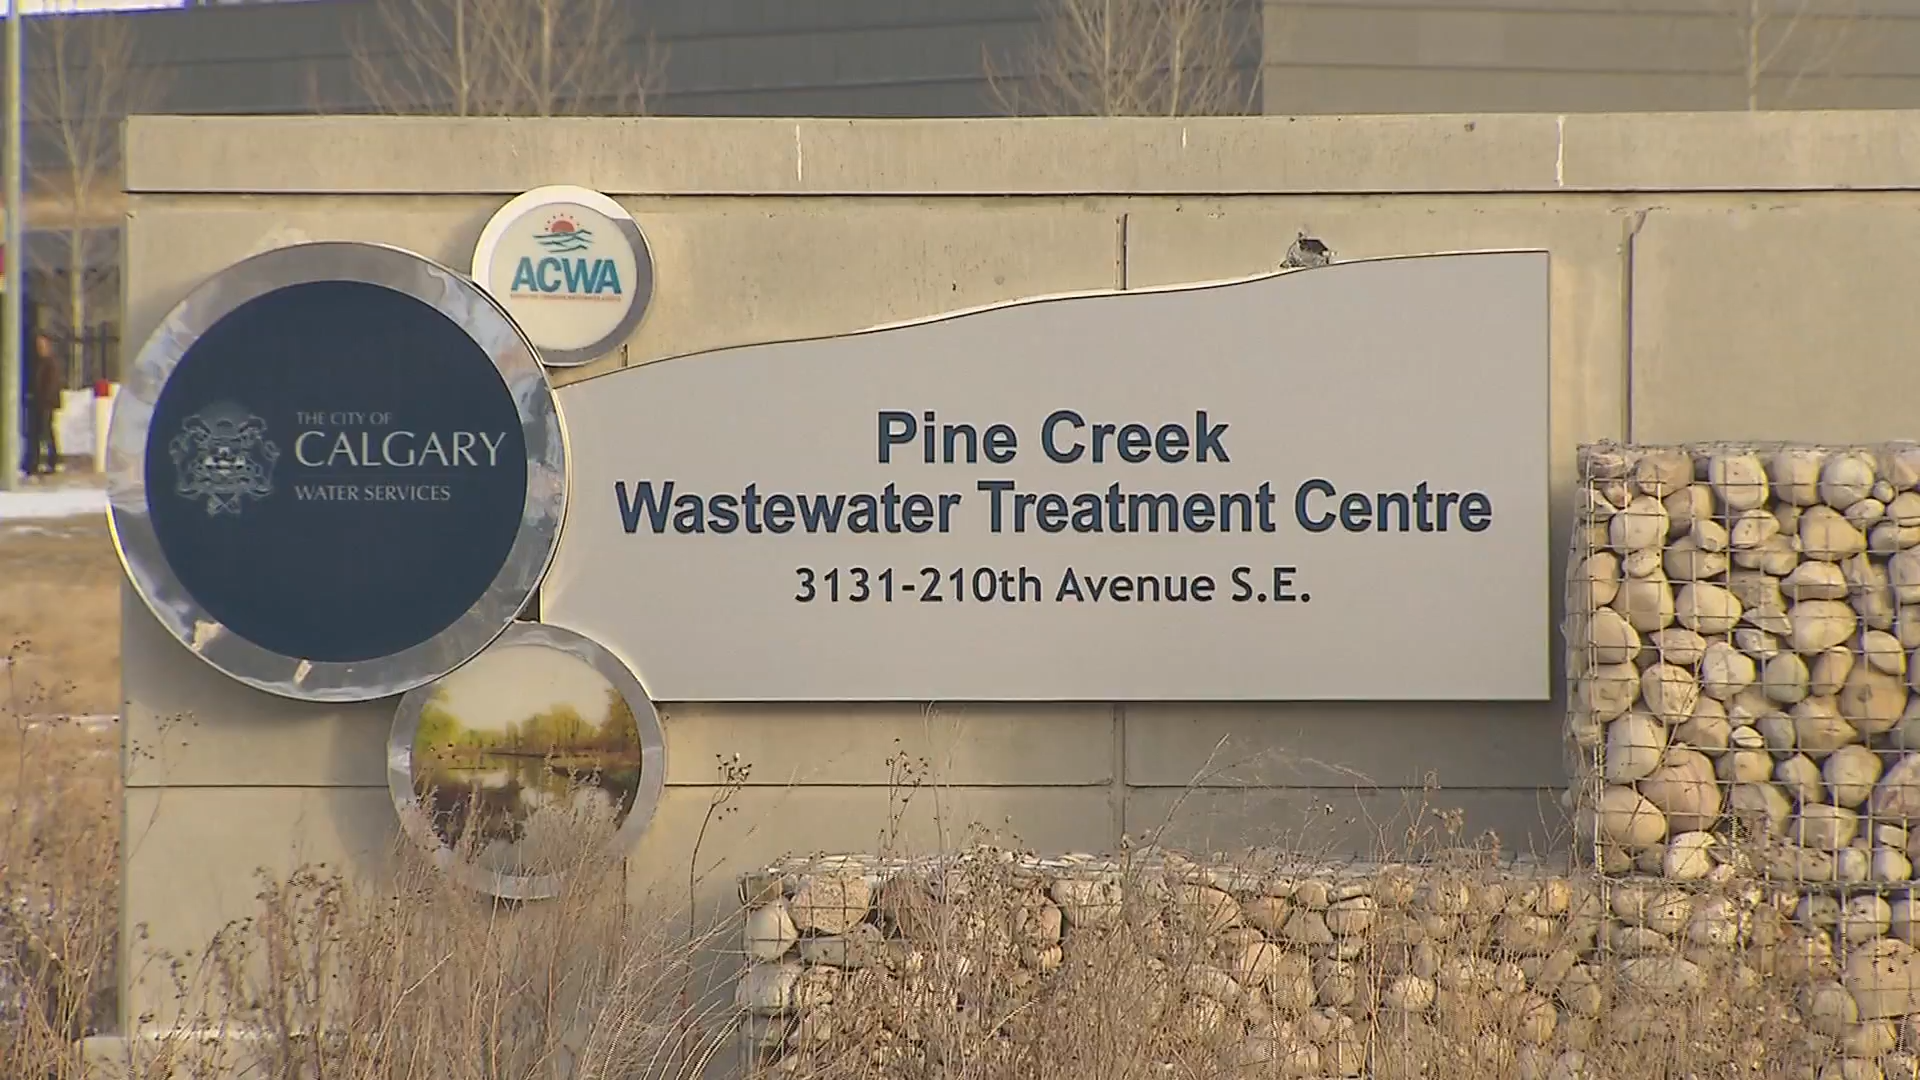 ACWA
THE CITY OF
CALGARY
WATER SERVICES
Pine Creek
Wastewater Treatment Centre
3131-210th Avenue S.E.